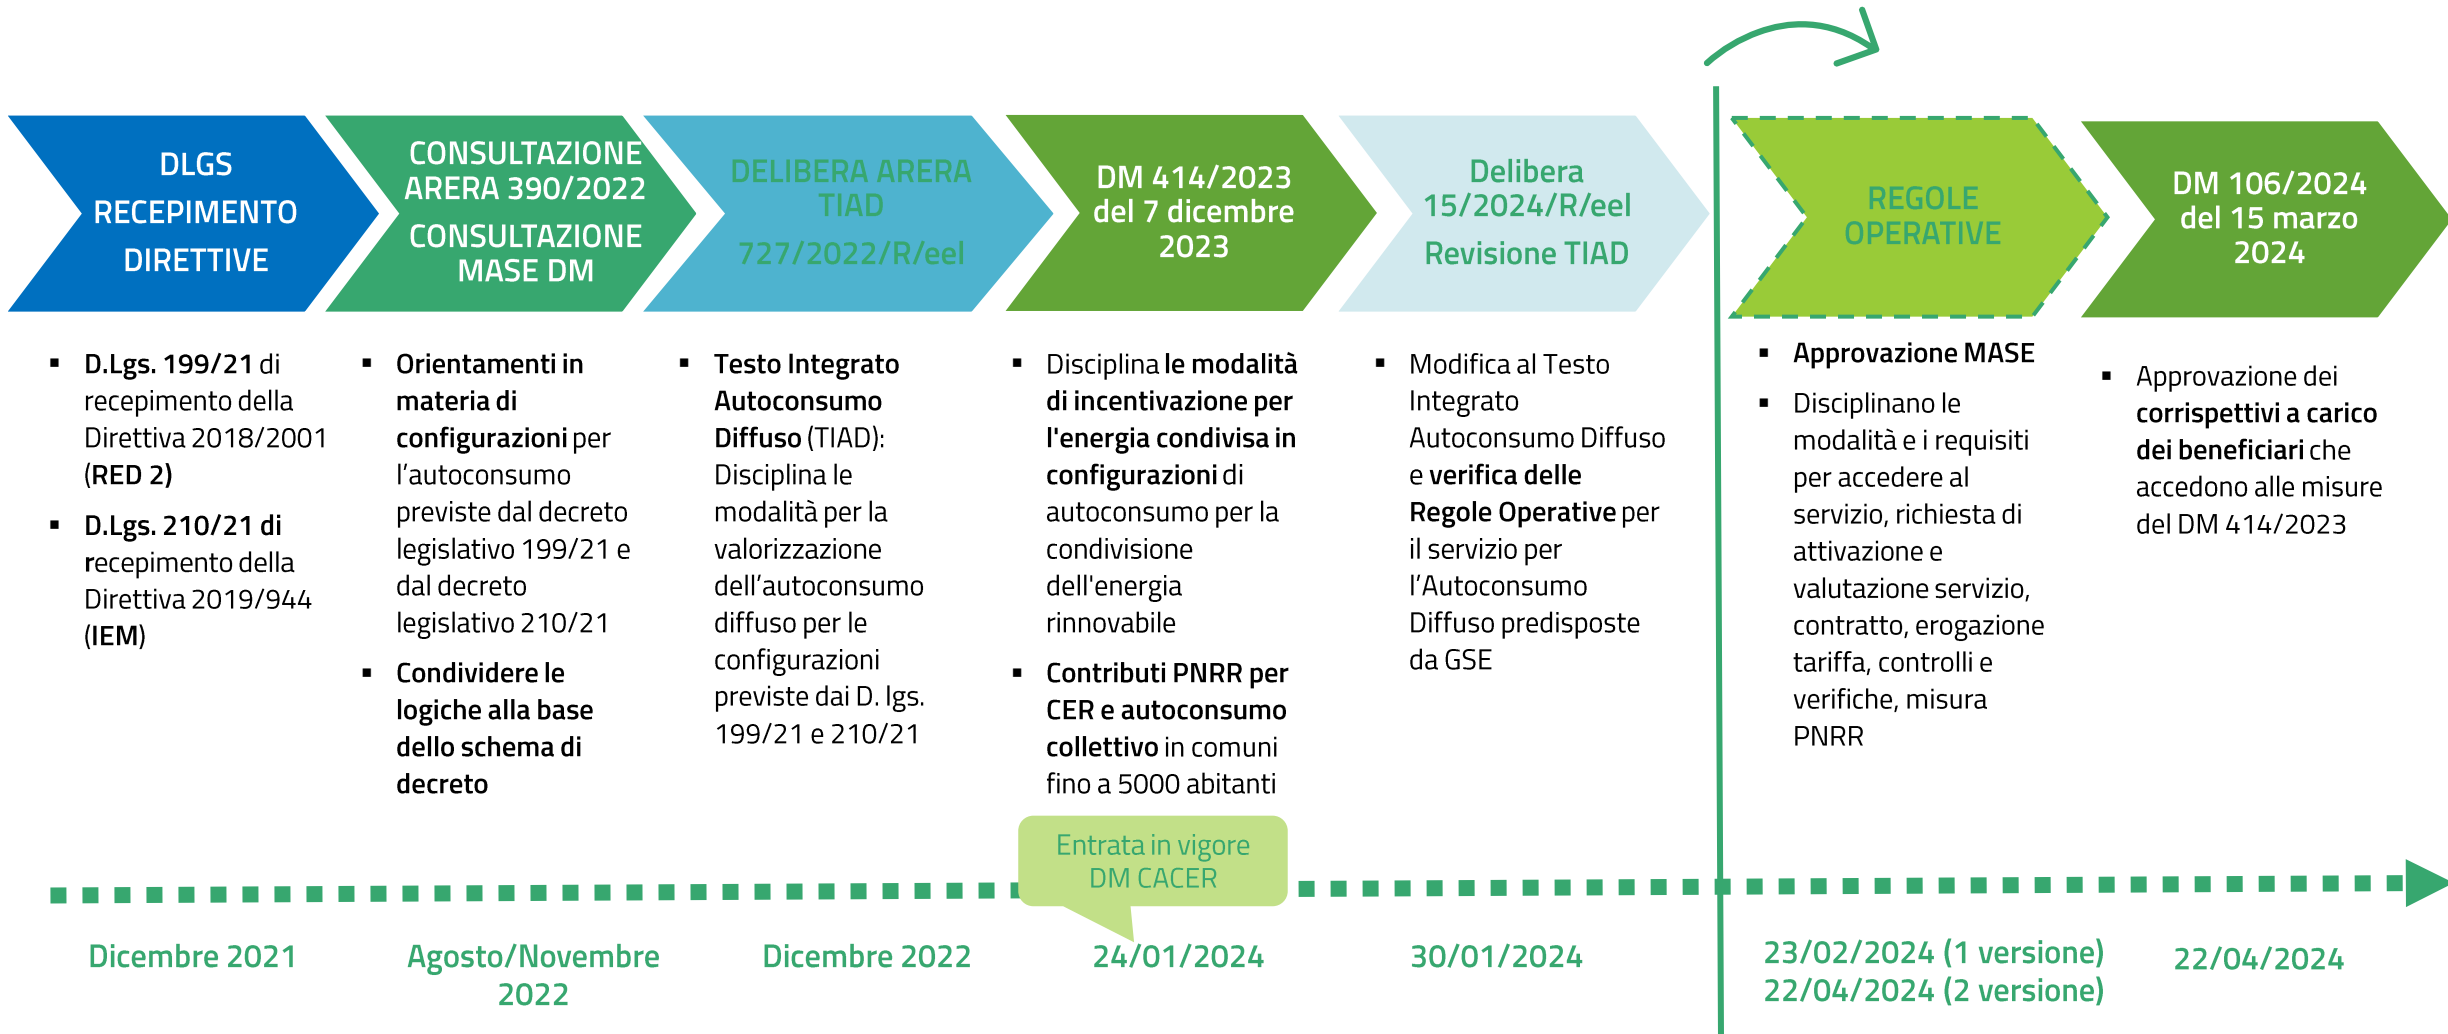 DLGS
RECEPIMENTO
DIRETTIVE
CONSULTAZIONE
ARERA 390/2022
CONSULTAZIONE
MASE DM
DELIBERA ARERA
TIAD
727/2022/R/eel
DM 414/2023
del 7 dicembre
2023
Delibera
15/2024/R/eel
Revisione TIAD
REGOLE
OPERATIVE
DM 106/2024
del 15 marzo
2024
▪ D.Lgs. 199/21 di
recepimento della
Direttiva 2018/2001
(RED 2)
▪ D.Lgs. 210/21 di
recepimento della
Direttiva 2019/944
(IEM)
▪ Orientamenti in
materia di
configurazioni per
l’autoconsumo
previste dal decreto
legislativo 199/21 e
dal decreto
legislativo 210/21
▪ Condividere le
logiche alla base
dello schema di
decreto
▪ Testo Integrato
Autoconsumo
Diffuso (TIAD):
Disciplina le
modalità per la
valorizzazione
dell’autoconsumo
diffuso per le
configurazioni
previste dai D. lgs.
199/21 e 210/21
▪ Disciplina le modalità
di incentivazione per
l'energia condivisa in
configurazioni di
autoconsumo per la
condivisione
dell'energia
rinnovabile
▪ Contributi PNRR per
CER e autoconsumo
collettivo in comuni
fino a 5000 abitanti
▪ Modifica al Testo
Integrato
Autoconsumo Diffuso
e verifica delle
Regole Operative per
il servizio per
l’Autoconsumo
Diffuso predisposte
da GSE
▪ Approvazione MASE
▪ Disciplinano le
modalità e i requisiti
per accedere al
servizio, richiesta di
attivazione e
valutazione servizio,
contratto, erogazione
tariffa, controlli e
verifiche, misura
PNRR
▪ Approvazione dei
corrispettivi a carico
dei beneficiari che
accedono alle misure
del DM 414/2023
Entrata in vigore
DM CACER
Dicembre 2021
Agosto/Novembre
2022
Dicembre 2022
24/01/2024
30/01/2024
23/02/2024 (1 versione)
22/04/2024 (2 versione)
22/04/2024